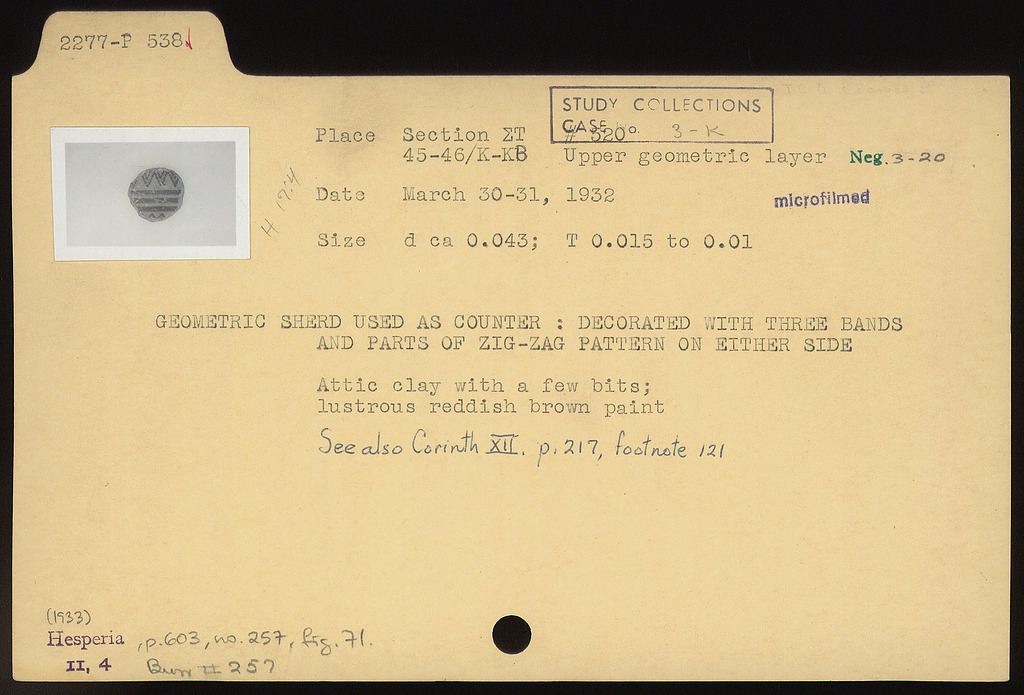 2277-P 538
STUDY COLLECTIONS
CASE No. 3-K
Place Section ΣΤ # 520
45-46/K-KB Upper geometric layer Neg. 3-20
Date March 30-31, 1932
microfilmed
Size d ca 0.043; T 0.015 to 0.01
GEOMETRIC SHERD USED AS COUNTER : DECORATED WITH THREE BANDS
AND PARTS OF ZIG-ZAG PATTERN ON EITHER SIDE
Attic clay with a few bits;
lustrous reddish brown paint
See also Corinth XII. p. 217, footnote 121
(1933)
Hesperia, p. 603, no. 257, fig. 71.
II, 4 Burr # 257